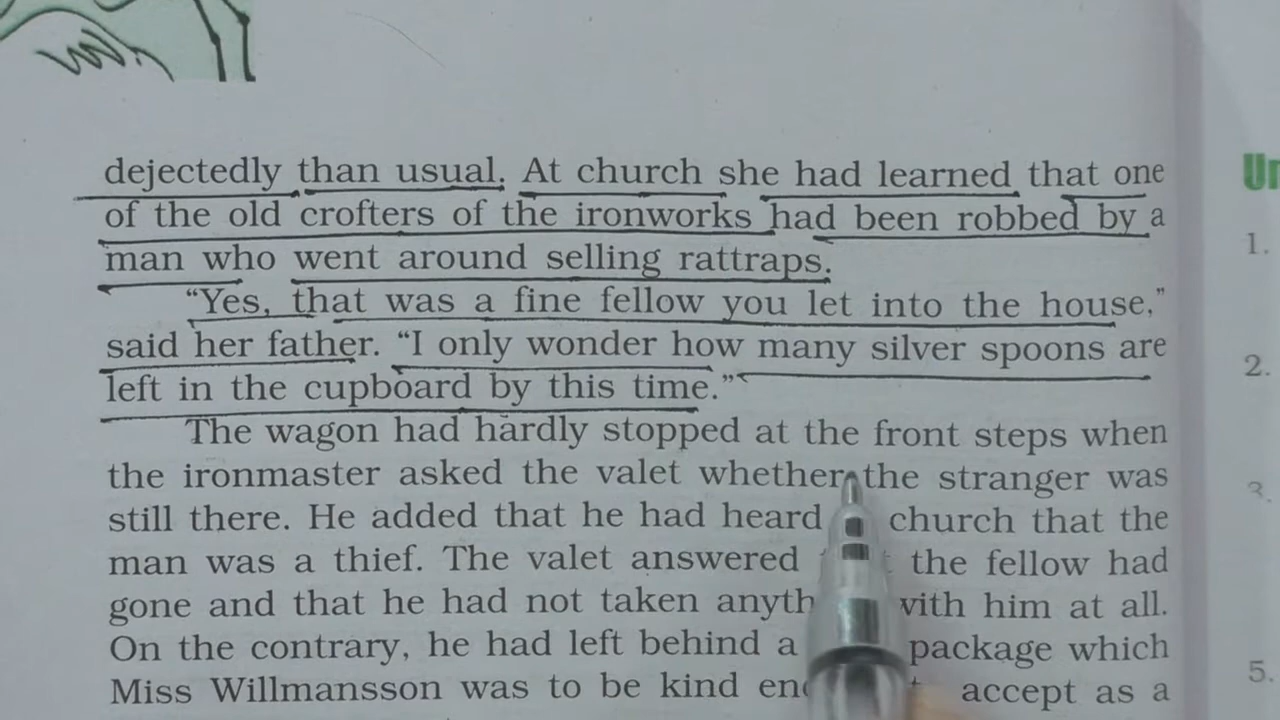 dejectedly than usual. At church she had learned that one
of the old crofters of the ironworks had been robbed by a
man who went around selling rattraps.
“Yes, that was a fine fellow you let into the house,”
said her father. “I only wonder how many silver spoons are
left in the cupboard by this time.”
The wagon had hardly stopped at the front steps when
the ironmaster asked the valet whether the stranger was
still there. He added that he had heard church that the
man was a thief. The valet answered the fellow had
gone and that he had not taken with him at all.
On the contrary, he had left behind a package which
Miss Willmansson was to be kind accept as a
1.
2.
3.
5.